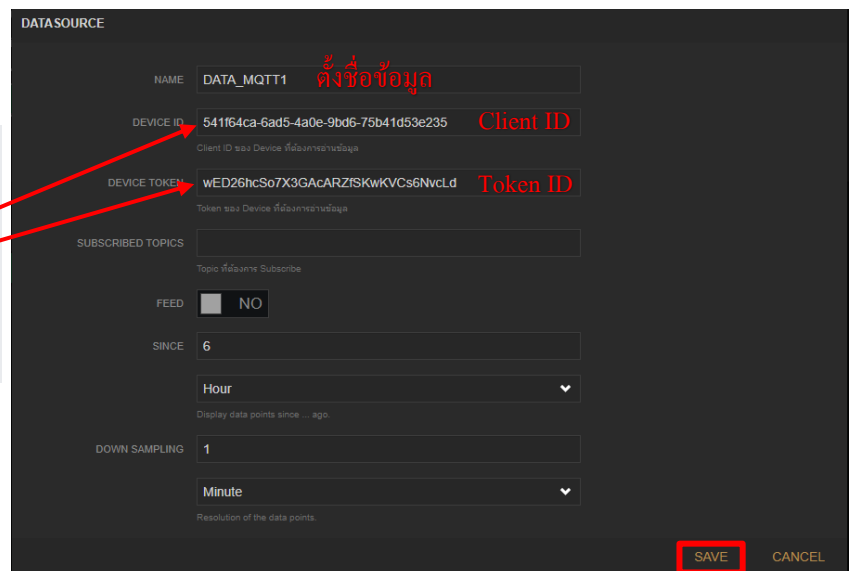 DATASOURCE
NAME DATA_MQTT1 ตั้งชื่อข้อมูล
DEVICE ID 541f64ca-6ad5-4a0e-9bd6-75b41d53e235 Client ID
Client ID ของ Device ที่ต้องการอ่านข้อมูล
DEVICE TOKEN wED26hcSo7X3GAcARZfSKwKVCs6NvcLd Token ID
Token ของ Device ที่ต้องการอ่านข้อมูล
SUBSCRIBED TOPICS
Topic ที่ต้องการ Subscribe
FEED NO
SINCE 6
Hour
Display data points since ... ago.
DOWN SAMPLING 1
Minute
Resolution of the data points.
SAVE CANCEL